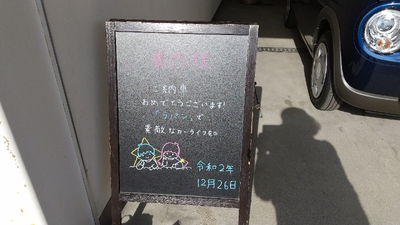 ご納車
おめでとうございます!
「ラパン」で
素敵なカーライフを
令和2年
12月26日